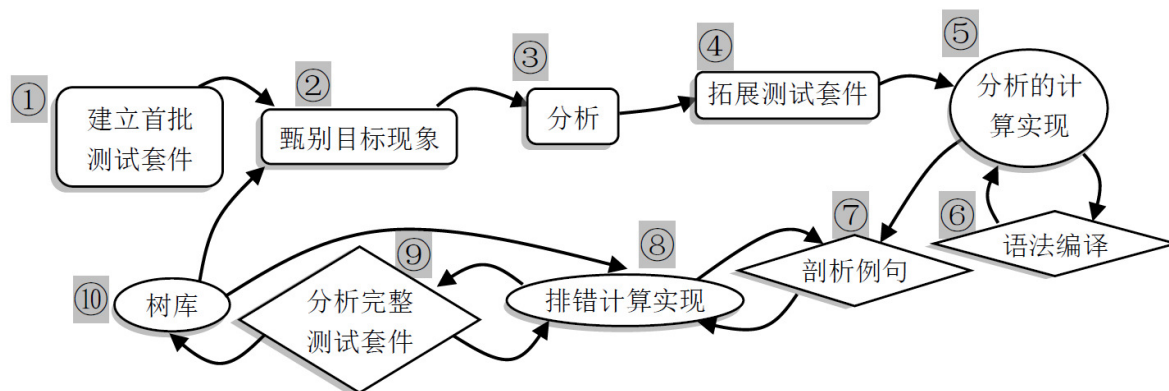 ①
建立首批
测试套件
②
甄别目标现象
③
分析
④
拓展测试套件
⑤
分析的计
算实现
⑥
语法编译
⑦
剖析例句
⑧
排错计算实现
⑨
分析完整
测试套件
⑩
树库